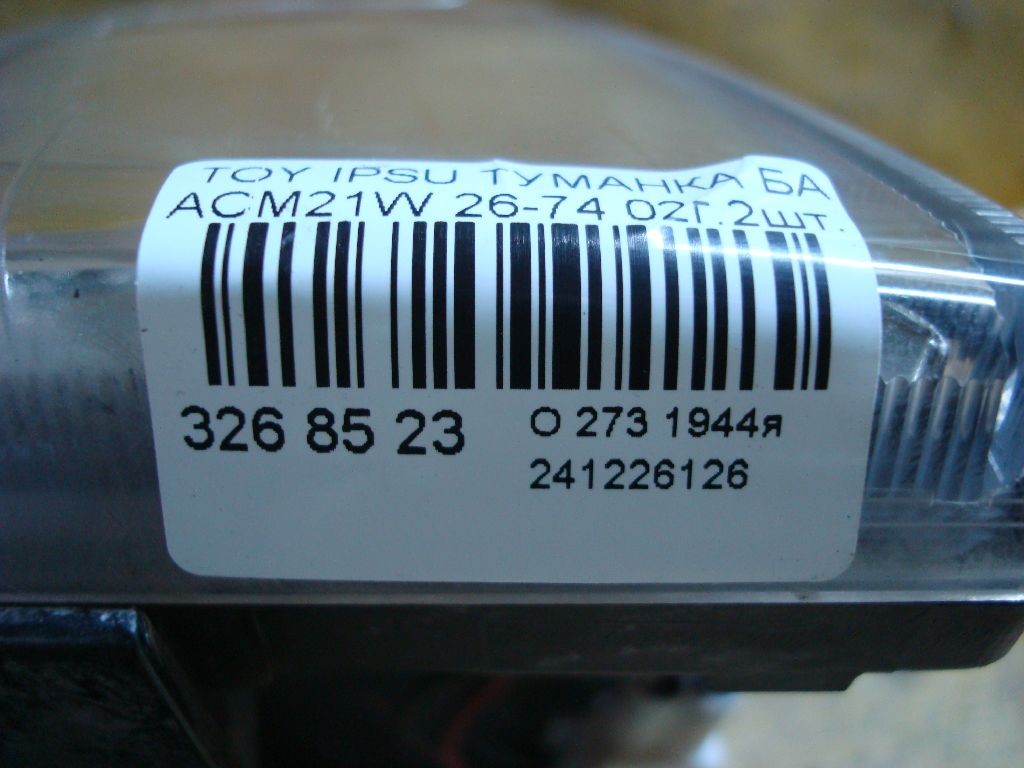 TOY IPSU ТУМАНКА БА
ACM21W 26-74 02г.2шт.
326 85 23
О 273 1944я
241226126